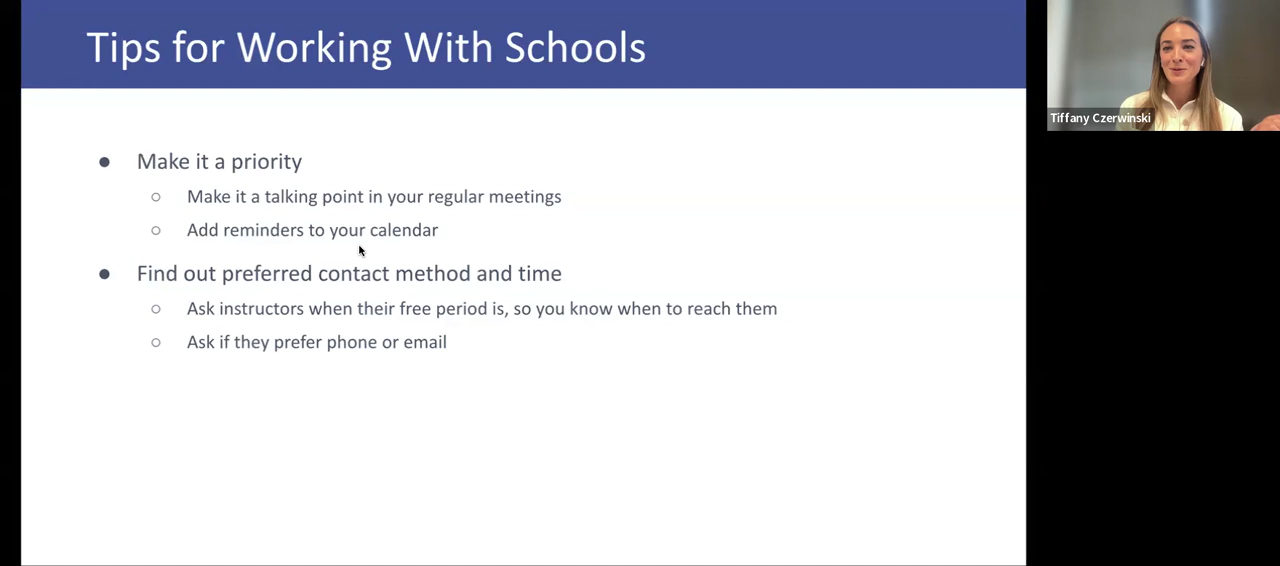 Tips for Working With Schools
Tiffany Czerwinski
● Make it a priority
○ Make it a talking point in your regular meetings
○ Add reminders to your calendar
● Find out preferred contact method and time
○ Ask instructors when their free period is, so you know when to reach them
○ Ask if they prefer phone or email